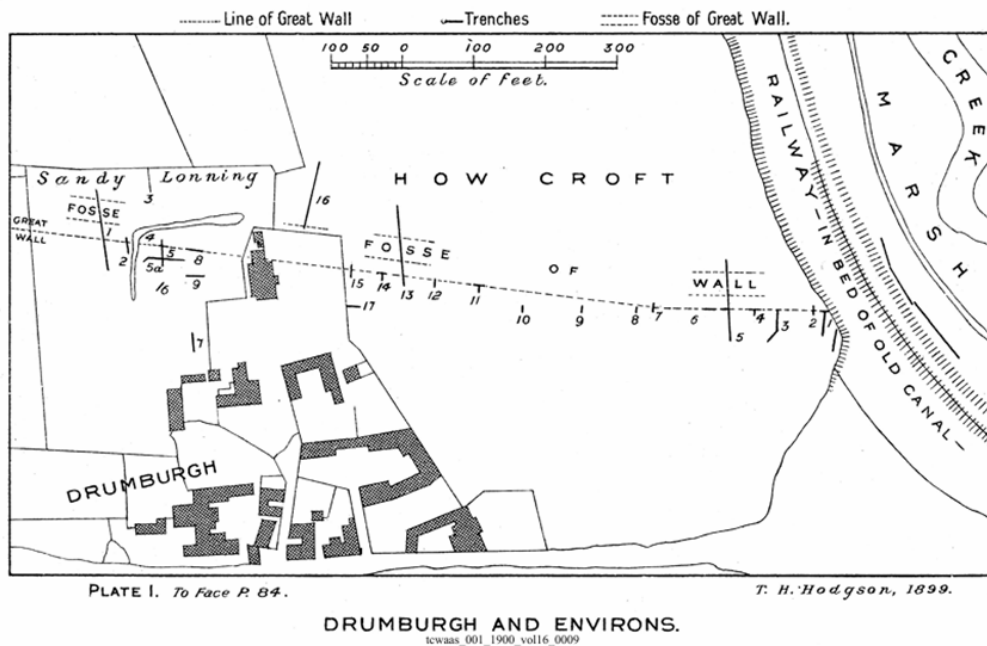 Line of Great Wall
Trenches
Fosse of Great Wall.
100 50 0 100 200 300
Scale of feet.
Sandy Lonning
HOW CROFT
RAILWAY-IN BED OF OLD CANAL-
MARSH
CREEK
FOSSE
GREAT
WALL
FOSSE
OF
WALL
1
2
3
4
5
5a
6
7
8
9
16
17
15
14
13
12
11
10
9
8
7
6
5
4
3
2
1
DRUMBURGH
PLATE I. To Face P. 84.
T. H. Hodgson, 1899.
DRUMBURGH AND ENVIRONS.
tcwaas_001_1900_vol16_0009